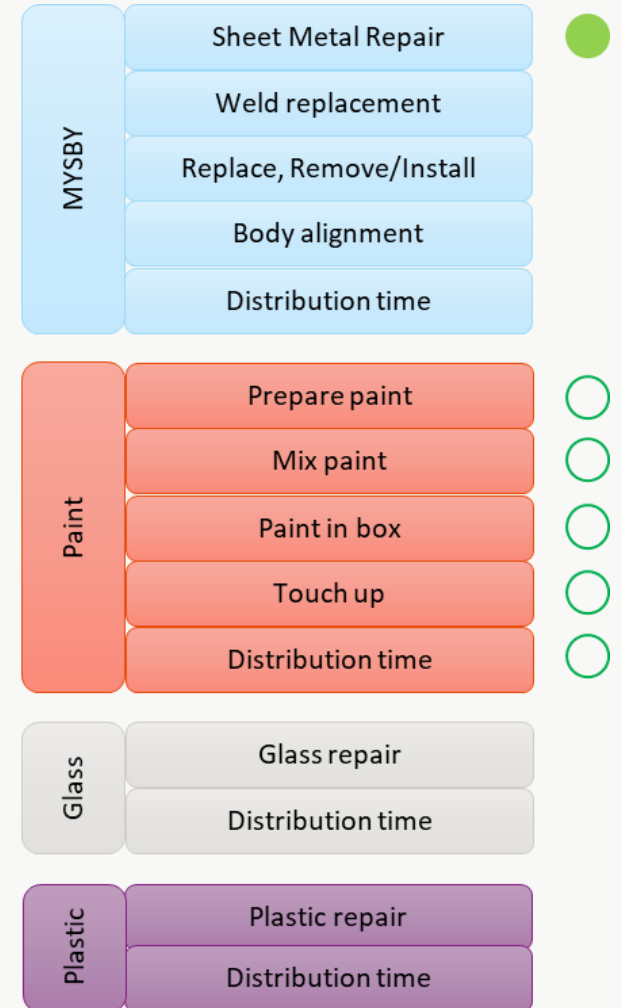 MYSBY
Sheet Metal Repair
Weld replacement
Replace, Remove/Install
Body alignment
Distribution time
Paint
Prepare paint
Mix paint
Paint in box
Touch up
Distribution time
Glass
Glass repair
Distribution time
Plastic
Plastic repair
Distribution time